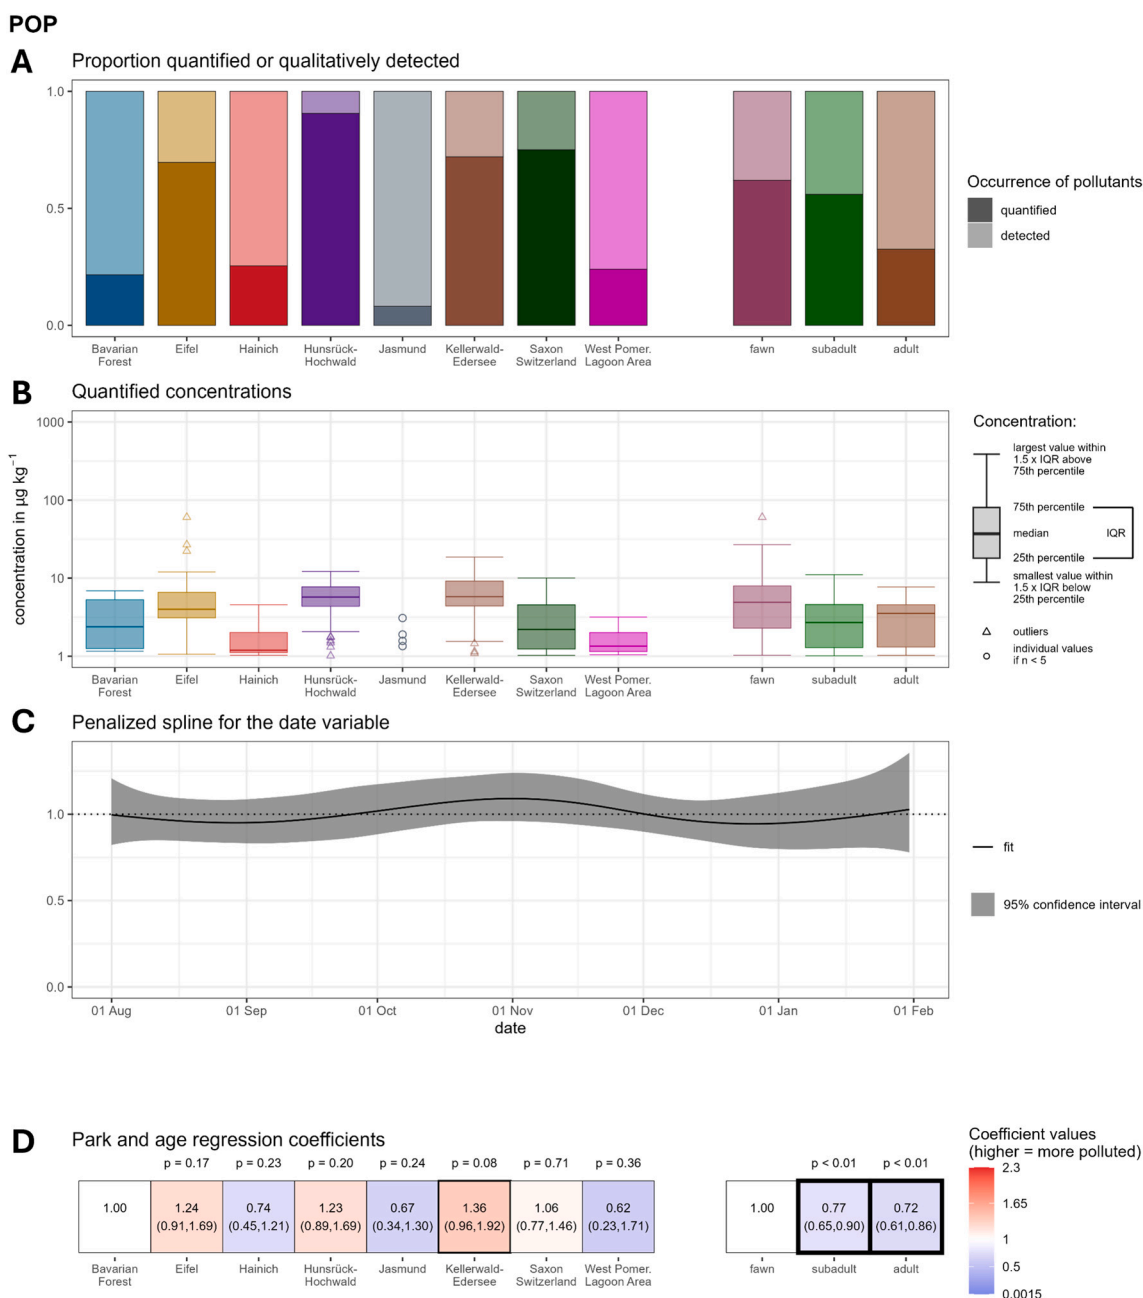 POP
A
Proportion quantified or qualitatively detected
1.0
0.5
0.0
Bavarian
Forest
Eifel
Hainich
Hunsrück-
Hochwald
Jasmund
Kellerwald-
Edersee
Saxon
Switzerland
West Pomer.
Lagoon Area
fawn
subadult
adult
Occurrence of pollutants
quantified
detected
B
Quantified concentrations
concentration in µg kg⁻¹
1000
100
10
1
Bavarian
Forest
Eifel
Hainich
Hunsrück-
Hochwald
Jasmund
Kellerwald-
Edersee
Saxon
Switzerland
West Pomer.
Lagoon Area
fawn
subadult
adult
Concentration:
largest value within
1.5 x IQR above
75th percentile
75th percentile
median
IQR
25th percentile
smallest value within
1.5 x IQR below
25th percentile
outliers
individual values
if n < 5
C
Penalized spline for the date variable
1.0
0.5
0.0
01 Aug
01 Sep
01 Oct
01 Nov
01 Dec
01 Jan
01 Feb
date
fit
95% confidence interval
D
Park and age regression coefficients
p = 0.17
p = 0.23
p = 0.20
p = 0.24
p = 0.08
p = 0.71
p = 0.36
p < 0.01
p < 0.01
1.00
1.24
(0.91,1.69)
0.74
(0.45,1.21)
1.23
(0.89,1.69)
0.67
(0.34,1.30)
1.36
(0.96,1.92)
1.06
(0.77,1.46)
0.62
(0.23,1.71)
1.00
0.77
(0.65,0.90)
0.72
(0.61,0.86)
Bavarian
Forest
Eifel
Hainich
Hunsrück-
Hochwald
Jasmund
Kellerwald-
Edersee
Saxon
Switzerland
West Pomer.
Lagoon Area
fawn
subadult
adult
Coefficient values
(higher = more polluted)
2.3
1.65
1
0.5
0.0015